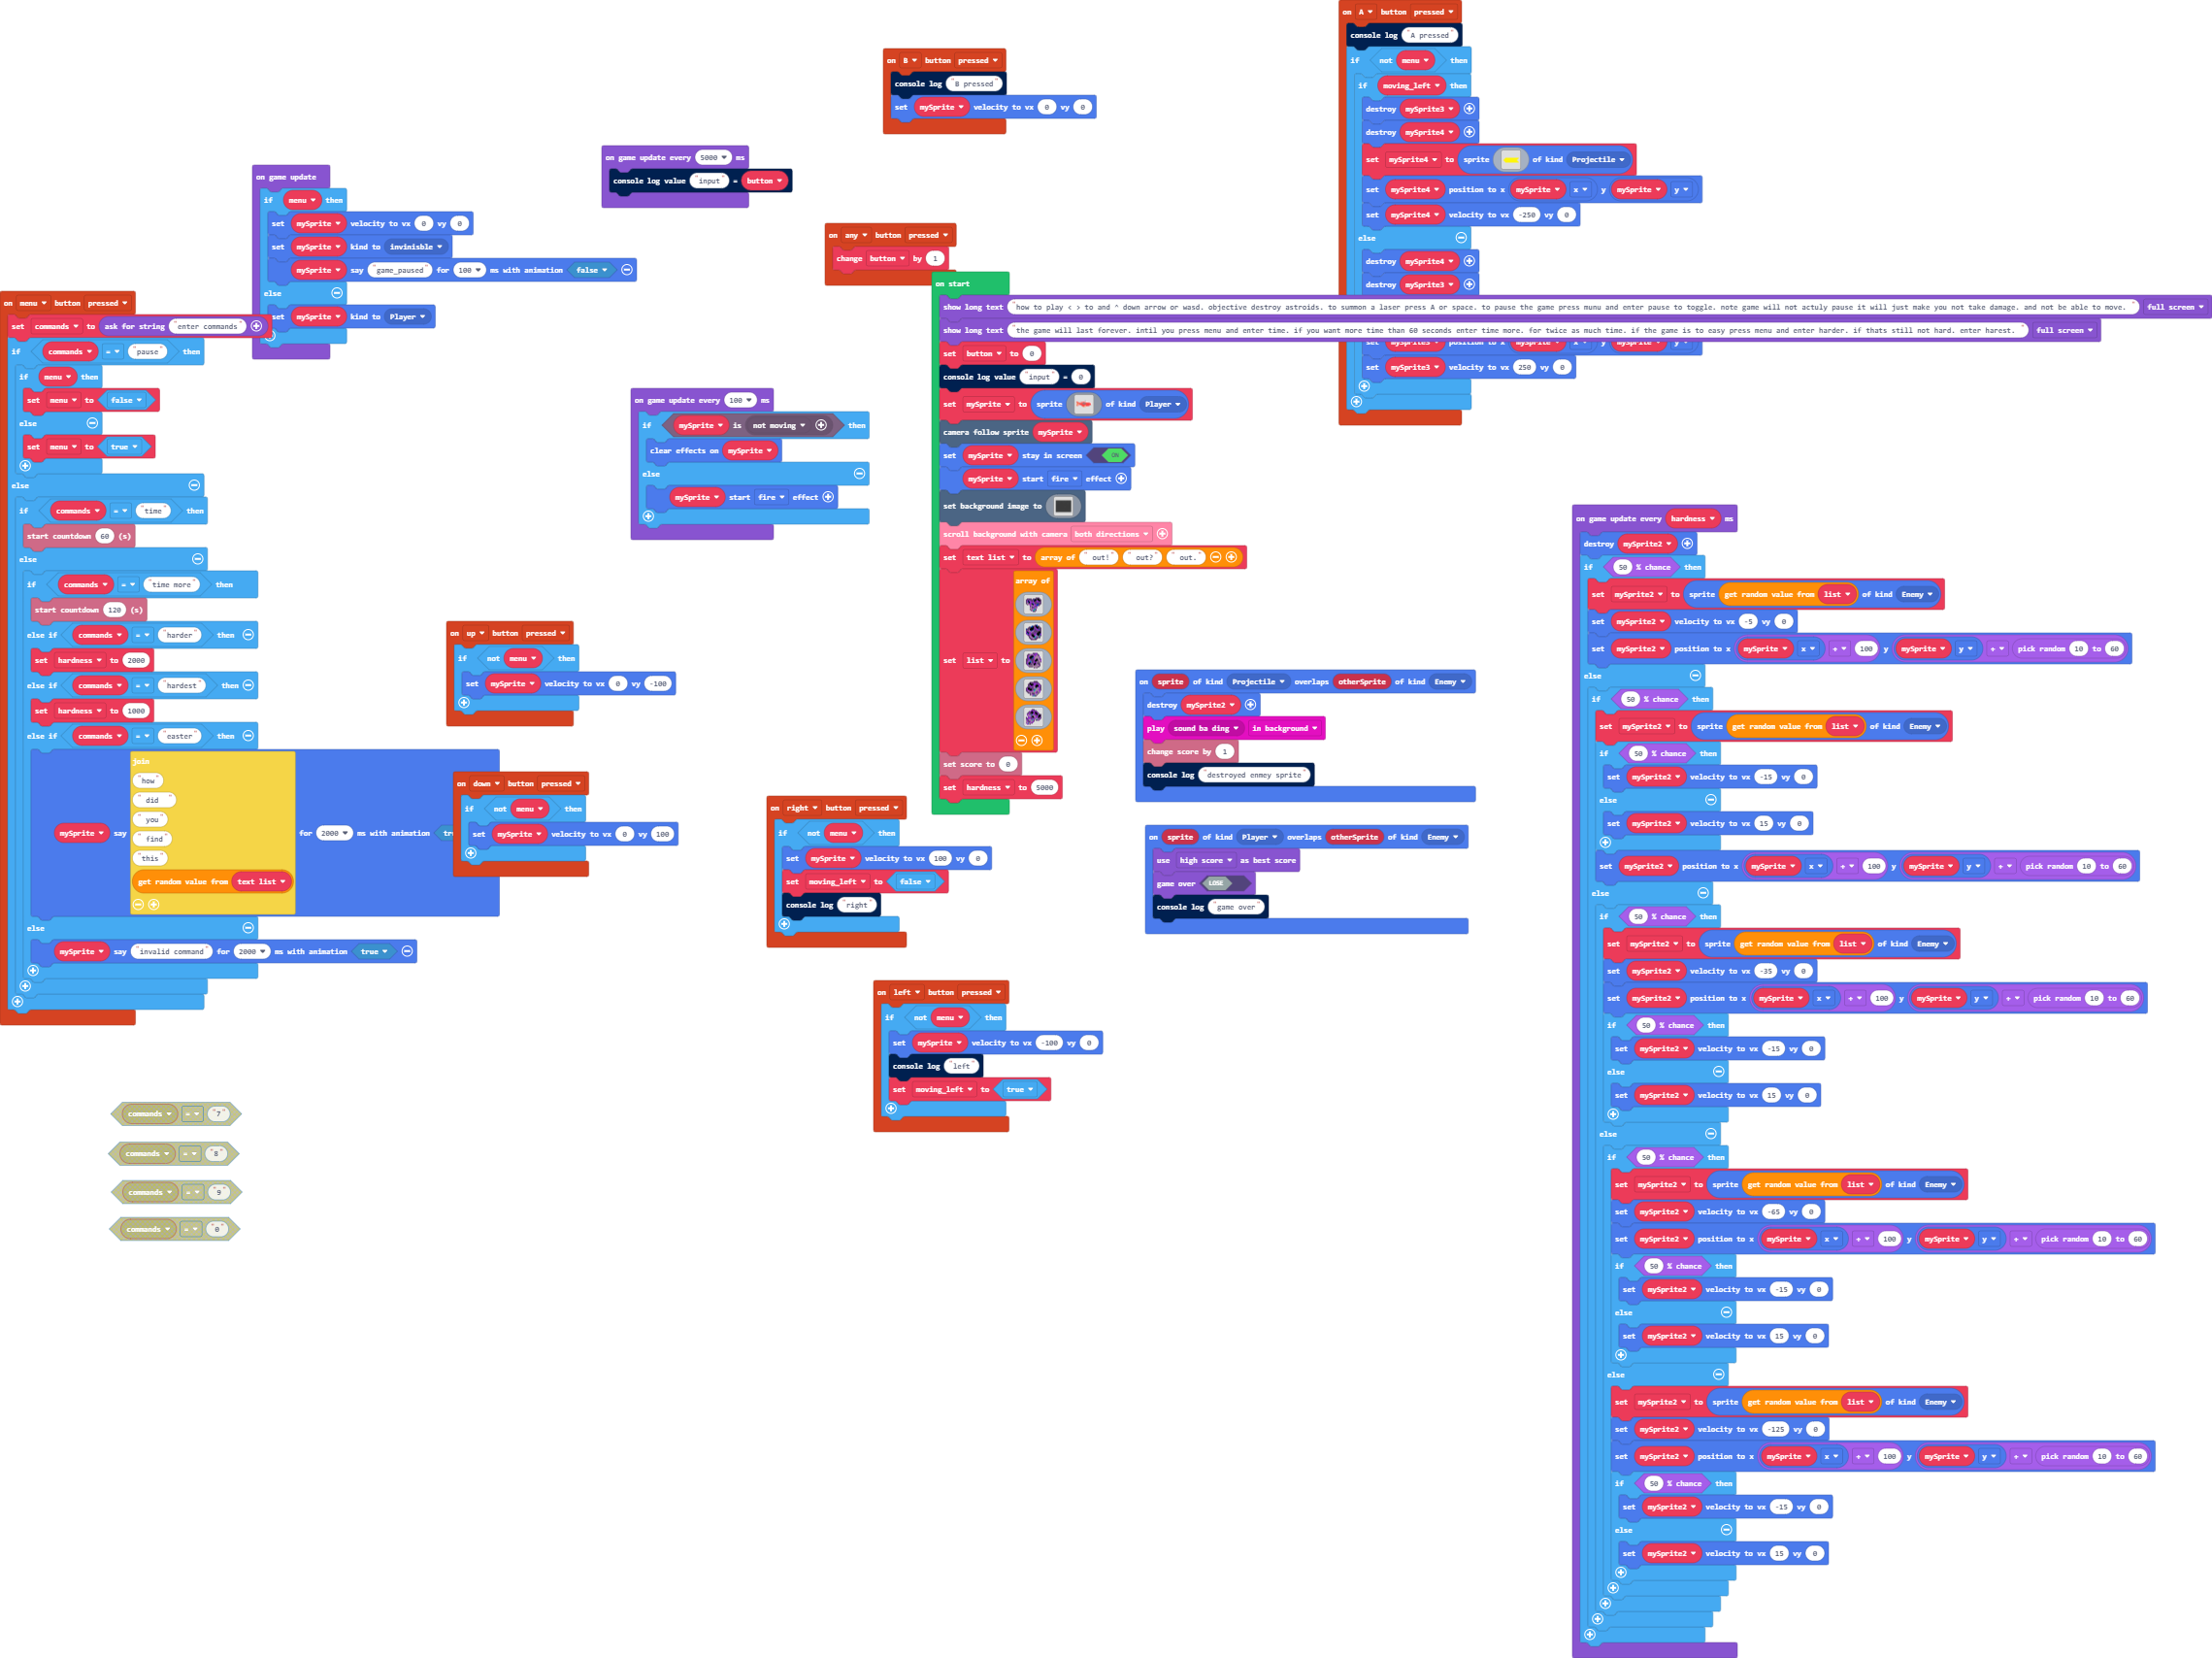 on menu button pressed
set commands to ask for string "enter commands"
if commands = "pause" then
if menu then
set menu to false
else
set menu to true
else
if commands = "time" then
start countdown 60 (s)
else
if commands = "time more" then
start countdown 120 (s)
else if commands = "harder" then
set hardness to 2000
else if commands = "hardest" then
set hardness to 1000
else if commands = "easter" then
mySprite say join for 2000 ms with animation
"how"
" did "
" you"
" find"
"this"
get random value from text list
else
mySprite say "invalid command" for 2000 ms with animation true
commands = "7"
commands = "8"
commands = "9
commands = "0"
on game update
if menu then
set mySprite velocity to vx 0 vy 0
set mySprite kind to invinisble
mySprite say "game_paused" for 100 ms with animation false
else
set mySprite kind to Player
on up button pressed
if not menu then
set mySprite velocity to vx 0 vy -100
on down button pressed
if not menu then
set mySprite velocity to vx 0 vy 100
on game update every 5000 ms
console log value "input" = button
on game update every 100 ms
if mySprite is not moving then
clear effects on mySprite
else
mySprite start fire effect
on B button pressed
console log "B pressed"
set mySprite velocity to vx 0 vy 0
on any button pressed
change button by 1
on start
show long text "how to play < > to and ^ down arrow or wasd. objective destroy astroids. to summon a laser press A or space. to pause the game press munu and enter pause to toggle. note game will not actuly pause it will just make you not take damage. and not be able to move. " full screen
show long text "the game will last forever. intil you press menu and enter time. if you want more time than 60 seconds enter time more. for twice as much time. if the game is to easy press menu and enter harder. if thats still not hard. enter harest. " full screen
set button to 0
console log value "input" = 0
set mySprite to sprite of kind Player
camera follow sprite mySprite
set mySprite stay in screen ON
mySprite start fire effect
set background image to
scroll background with camera both directions
set text list to array of " out!" " out?" " out."
set list to array of
set score to 0
set hardness to 5000
on right button pressed
if not menu then
set mySprite velocity to vx 100 vy 0
set moving_left to false
console log "right"
on left button pressed
if not menu then
set mySprite velocity to vx -100 vy 0
console log "left"
set moving_left to true
on sprite of kind Projectile overlaps otherSprite of kind Enemy
destroy mySprite2
play sound ba ding in background
change score by 1
console log "destroyed enmey sprite"
on sprite of kind Player overlaps otherSprite of kind Enemy
use high score as best score
game over LOSE
console log "game over"
on A button pressed
console log "A pressed"
if not menu then
if moving_left then
destroy mySprite3
destroy mySprite4
set mySprite4 to sprite of kind Projectile
set mySprite4 position to x mySprite x y mySprite y
set mySprite4 velocity to vx -250 vy 0
else
destroy mySprite4
destroy mySprite3
set mySprite3 position to x mySprite x y mySprite y
set mySprite3 velocity to vx 250 vy 0
on game update every hardness ms
destroy mySprite2
if 50 % chance then
set mySprite2 to sprite get random value from list of kind Enemy
set mySprite2 velocity to vx -5 vy 0
set mySprite2 position to x mySprite x + 100 y mySprite y + pick random 10 to 60
else
if 50 % chance then
set mySprite2 to sprite get random value from list of kind Enemy
if 50 % chance then
set mySprite2 velocity to vx -15 vy 0
else
set mySprite2 velocity to vx 15 vy 0
set mySprite2 position to x mySprite x + 100 y mySprite y + pick random 10 to 60
else
if 50 % chance then
set mySprite2 to sprite get random value from list of kind Enemy
set mySprite2 velocity to vx -35 vy 0
set mySprite2 position to x mySprite x + 100 y mySprite y + pick random 10 to 60
if 50 % chance then
set mySprite2 velocity to vx -15 vy 0
else
set mySprite2 velocity to vx 15 vy 0
else
if 50 % chance then
set mySprite2 to sprite get random value from list of kind Enemy
set mySprite2 velocity to vx -65 vy 0
set mySprite2 position to x mySprite x + 100 y mySprite y + pick random 10 to 60
if 50 % chance then
set mySprite2 velocity to vx -15 vy 0
else
set mySprite2 velocity to vx 15 vy 0
else
set mySprite2 to sprite get random value from list of kind Enemy
set mySprite2 velocity to vx -125 vy 0
set mySprite2 position to x mySprite x + 100 y mySprite y + pick random 10 to 60
if 50 % chance then
set mySprite2 velocity to vx -15 vy 0
else
set mySprite2 velocity to vx 15 vy 0